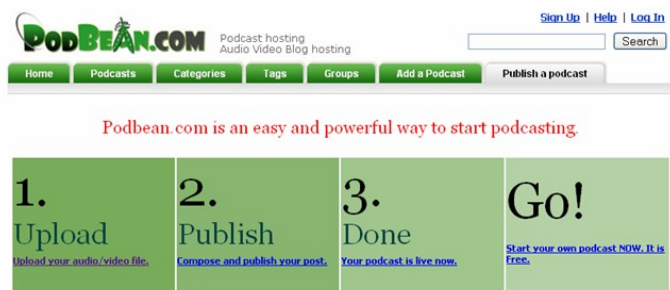 Sign Up | Help | Log In
PODBEAN.COM
Podcast hosting
Audio Video Blog hosting
Search
Home Podcasts Categories Tags Groups Add a Podcast Publish a podcast
Podbean.com is an easy and powerful way to start podcasting.
1.
Upload
Upload your audio/video file.
2.
Publish
Compose and publish your post.
3.
Done
Your podcast is live now.
Go!
Start your own podcast NOW. It is
Free.